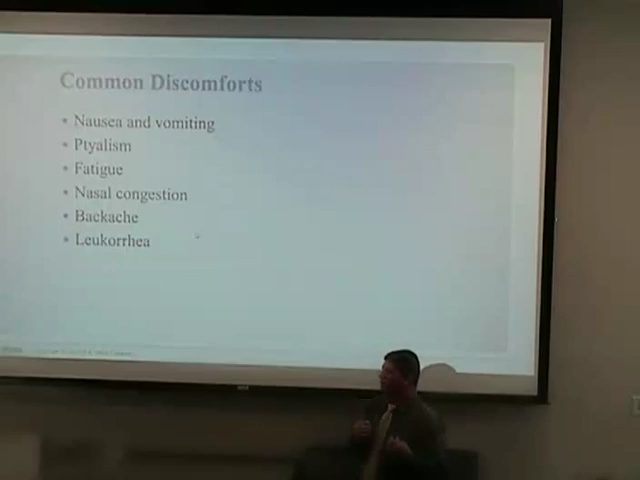 Common Discomforts
• Nausea and vomiting
• Ptyalism
• Fatigue
• Nasal congestion
• Backache
• Leukorrhea